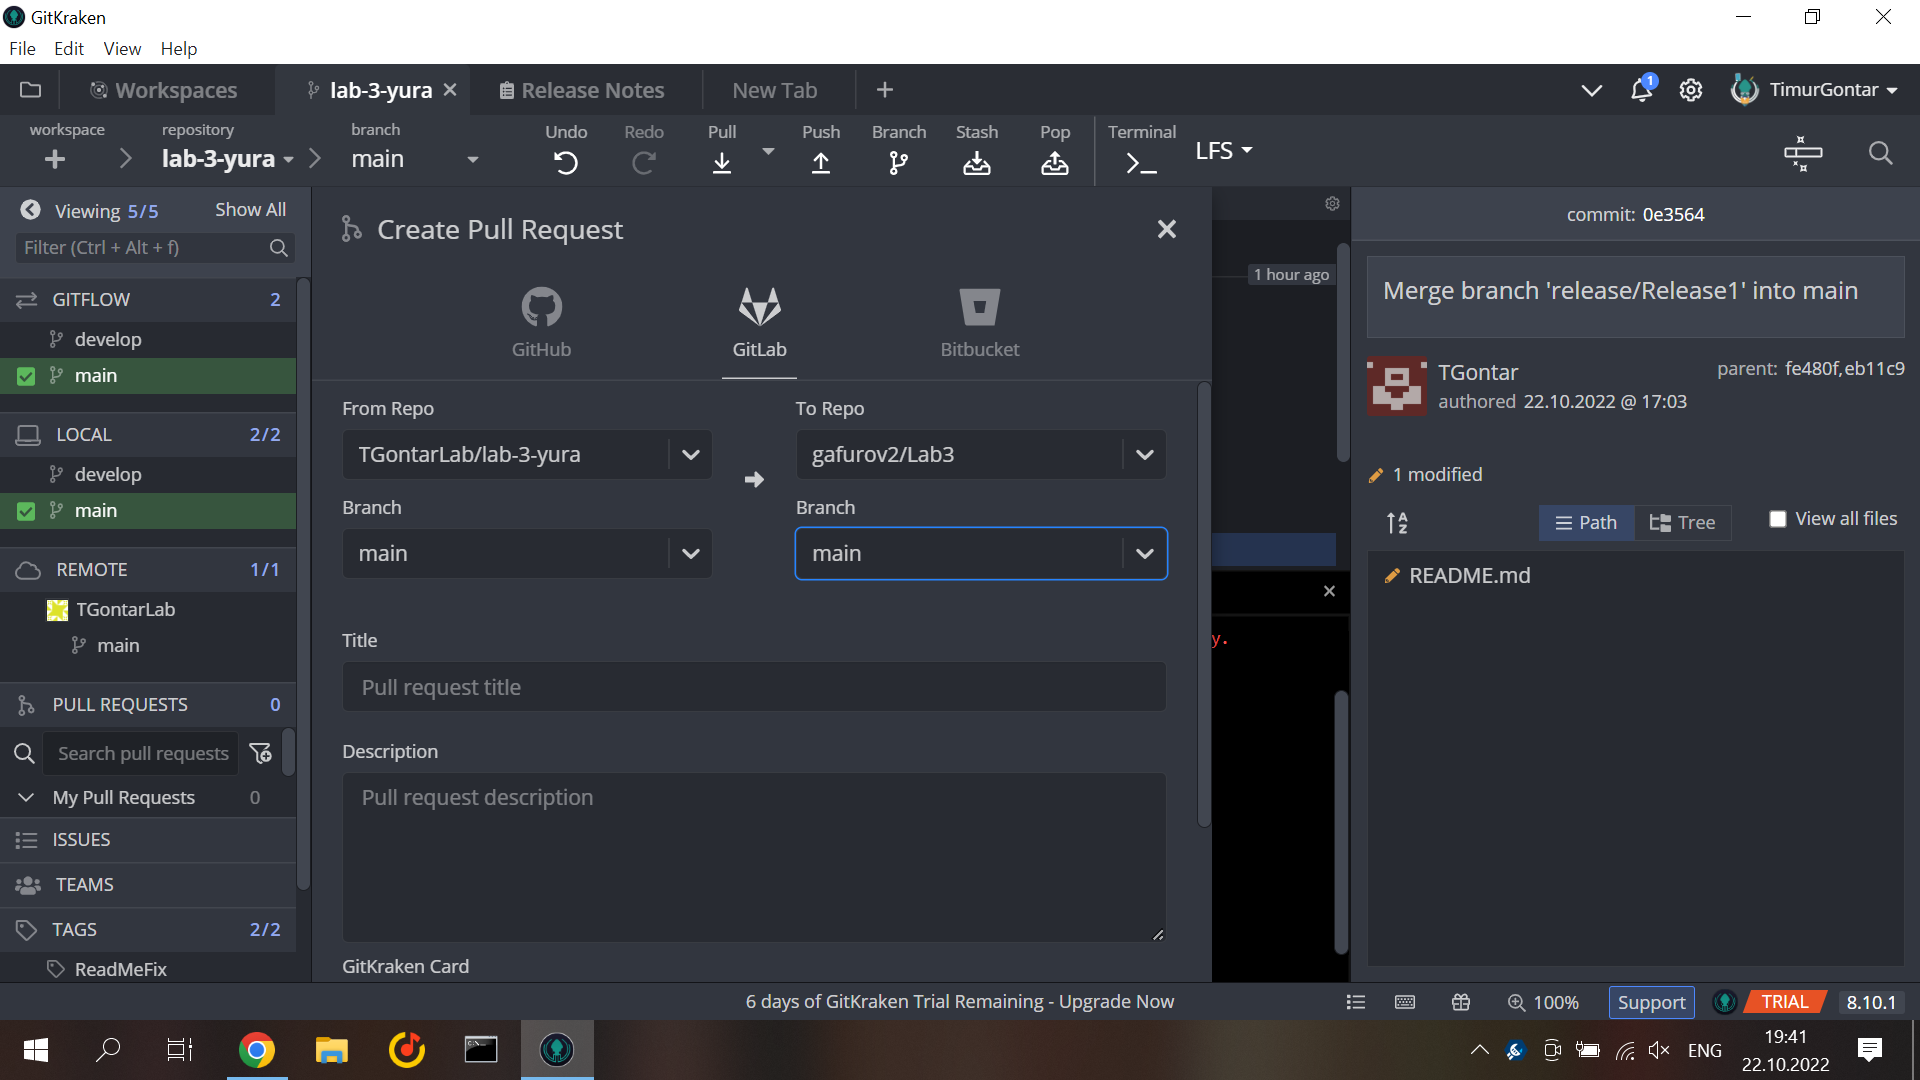 GitKraken
File Edit View Help
Workspaces lab-3-yura Release Notes New Tab 1 TimurGontar
workspace repository branch
lab-3-yura main
Undo Redo Pull Push Branch Stash Pop Terminal LFS
Viewing 5/5 Show All
Filter (Ctrl + Alt + f)
GITFLOW 2
develop
main
LOCAL 2/2
develop
main
REMOTE 1/1
TGontarLab
main
PULL REQUESTS 0
Search pull requests
My Pull Requests 0
ISSUES
TEAMS
TAGS 2/2
ReadMeFix
Create Pull Request
GitHub GitLab Bitbucket
From Repo To Repo
TGontarLab/lab-3-yura gafurov2/Lab3
Branch Branch
main main
Title
Pull request title
Description
Pull request description
GitKraken Card
1 hour ago
y.
commit: 0e3564
Merge branch 'release/Release1' into main
TGontar
authored 22.10.2022 @ 17:03
parent: fe480f,eb11c9
1 modified
A
Z
Path Tree View all files
README.md
6 days of GitKraken Trial Remaining - Upgrade Now 100% Support TRIAL 8.10.1
ENG 19:41
22.10.2022